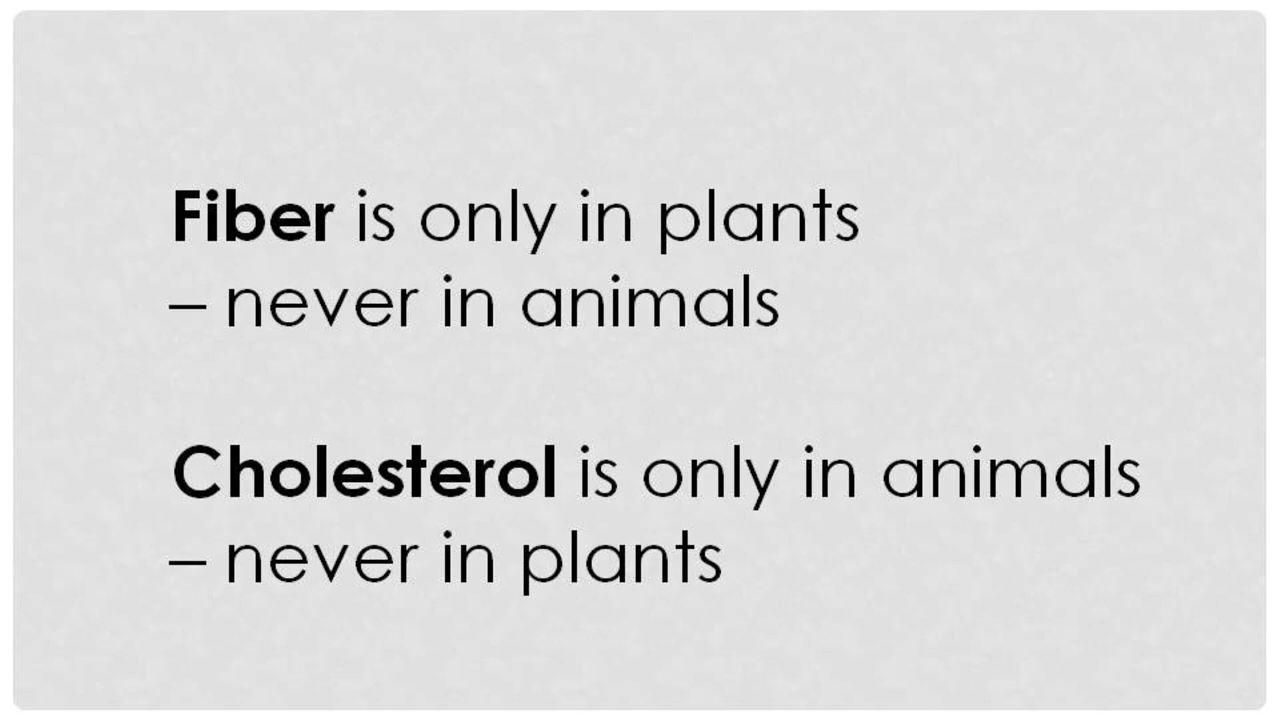 Fiber is only in plants
– never in animals
Cholesterol is only in animals
– never in plants